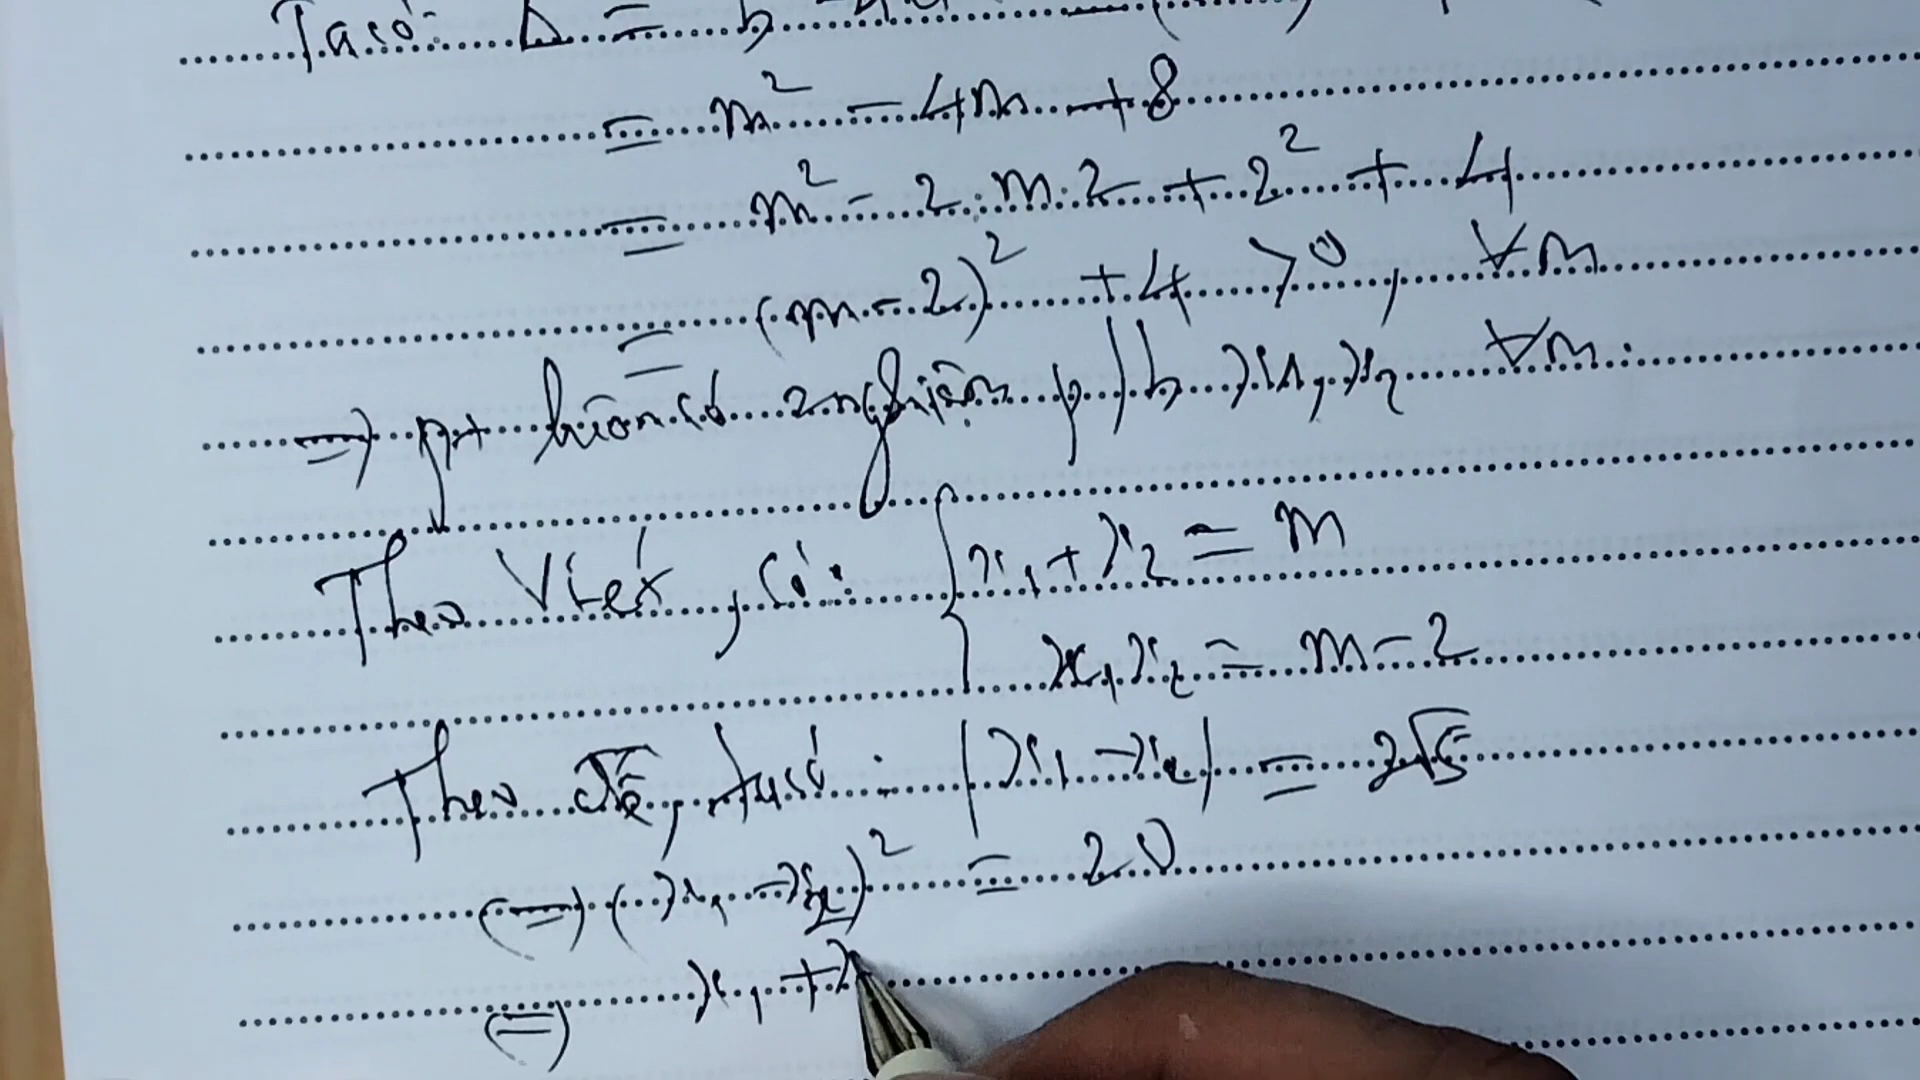 Ta có: Δ = b
= m² - 4m + 8
= m² - 2.m.2 + 2² + 4
= (m-2)² + 4 > 0, ∀m
⇒ pt luôn có 2 nghiệm p/b x₁, x₂ ∀m.
Theo Viet, có: { x₁ + x₂ = m
x₁x₂ = m - 2
Theo đề, ta có: |x₁ - x₂| = 2√5
⇔ (x₁ - x₂)² = 20
⇔ x₁ + x